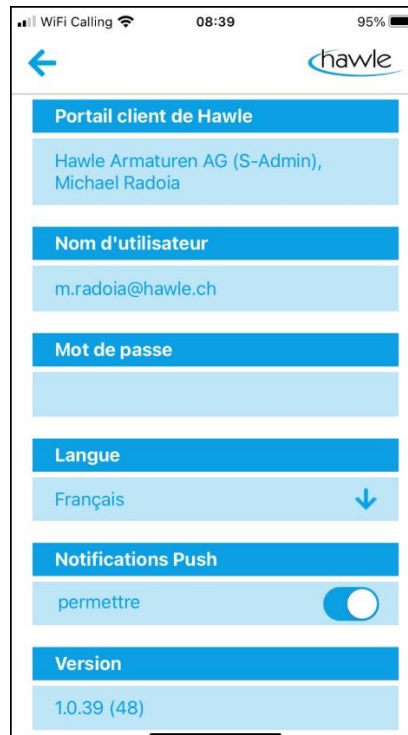 WiFi Calling 08:39 95%
hawle
Portail client de Hawle
Hawle Armaturen AG (S-Admin),
Michael Radoia
Nom d'utilisateur
m.radoia@hawle.ch
Mot de passe
Langue
Français
Notifications Push
permettre
Version
1.0.39 (48)